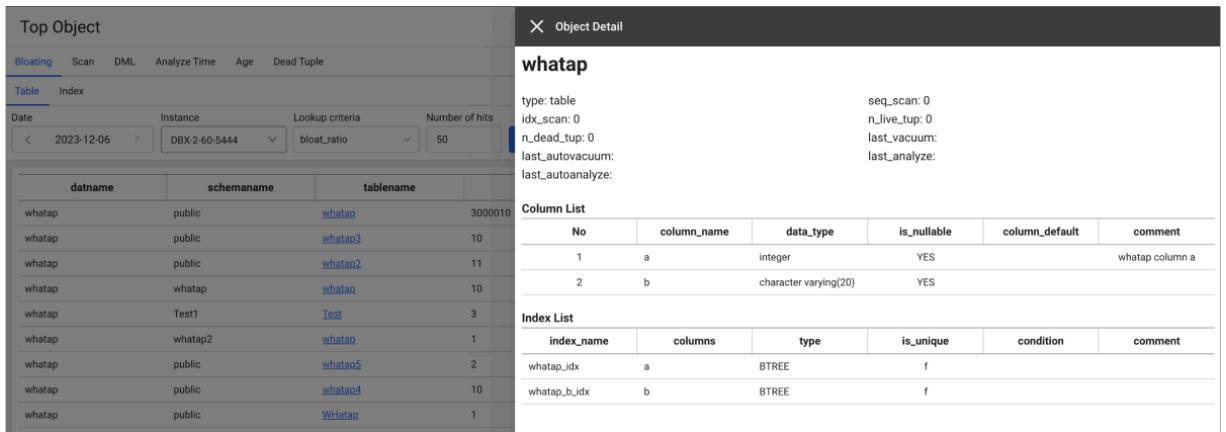 Top Object
Bloating Scan DML Analyze Time Age Dead Tuple
Table Index
Date Instance Lookup criteria Number of hits
< 2023-12-06 > DBX-2-60-5444 bloat_ratio 50
datname schemaname tablename
whatap public whatap 3000010
whatap public whatap3 10
whatap public whatap2 11
whatap whatap whatap 10
whatap Test1 Test 3
whatap whatap2 whatap 1
whatap public whatap5 2
whatap public whatap4 10
whatap public WHatap 1
Object Detail
whatap
type: table seq_scan: 0
idx_scan: 0 n_live_tup: 0
n_dead_tup: 0 last_vacuum:
last_autovacuum: last_analyze:
last_autoanalyze:
Column List
No column_name data_type is_nullable column_default comment
1 a integer YES whatap column a
2 b character varying(20) YES
Index List
index_name columns type is_unique condition comment
whatap_idx a BTREE f
whatap_b_idx b BTREE f